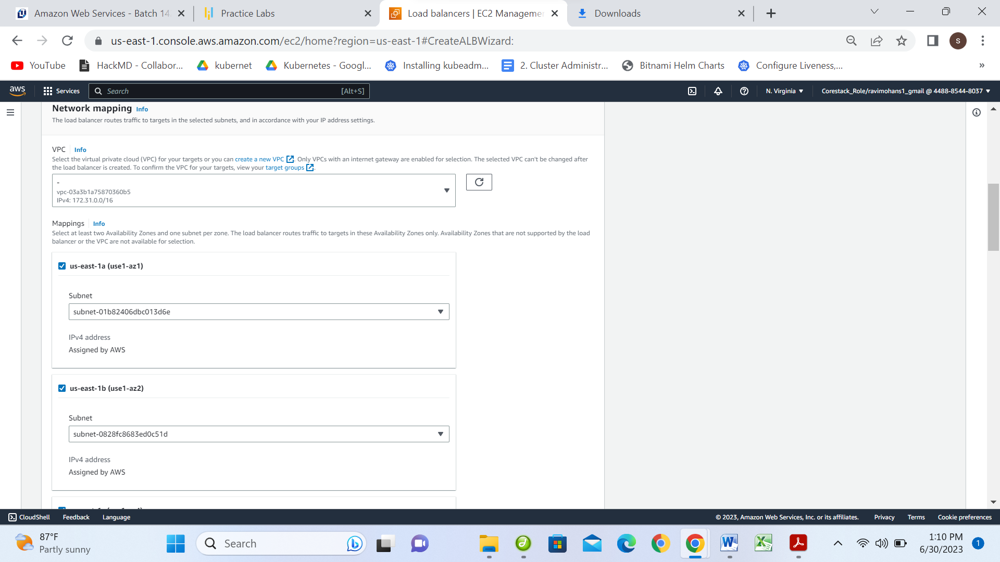 Amazon Web Services - Batch 14
Practice Labs
Load balancers | EC2 Managemen
Downloads
us-east-1.console.aws.amazon.com/ec2/home?region=us-east-1#CreateALBWizard:
S
YouTube
HackMD - Collabor...
kubernet
Kubernetes - Googl...
Installing kubeadm...
2. Cluster Administr...
Bitnami Helm Charts
Configure Liveness,...
»
aws
Services
Search
[Alt+S]
N. Virginia
Corestack_Role/ravimohans1_gmail @ 4488-8544-8037
Network mapping Info
The load balancer routes traffic to targets in the selected subnets, and in accordance with your IP address settings.
VPC Info
Select the virtual private cloud (VPC) for your targets or you can create a new VPC. Only VPCs with an internet gateway are enabled for selection. The selected VPC can't be changed after
the load balancer is created. To confirm the VPC for your targets, view your target groups.
-
vpc-03a3b1a75870360b5
IPv4: 172.31.0.0/16
Mappings Info
Select at least two Availability Zones and one subnet per zone. The load balancer routes traffic to targets in these Availability Zones only. Availability Zones that are not supported by the load
balancer or the VPC are not available for selection.
us-east-1a (use1-az1)
Subnet
subnet-01b82406dbc013d6e
IPv4 address
Assigned by AWS
us-east-1b (use1-az2)
Subnet
subnet-0828fc8683ed0c51d
IPv4 address
Assigned by AWS
CloudShell
Feedback
Language
© 2023, Amazon Web Services, Inc. or its affiliates.
Privacy
Terms
Cookie preferences
87°F
Partly sunny
Search
1:10 PM
6/30/2023
1